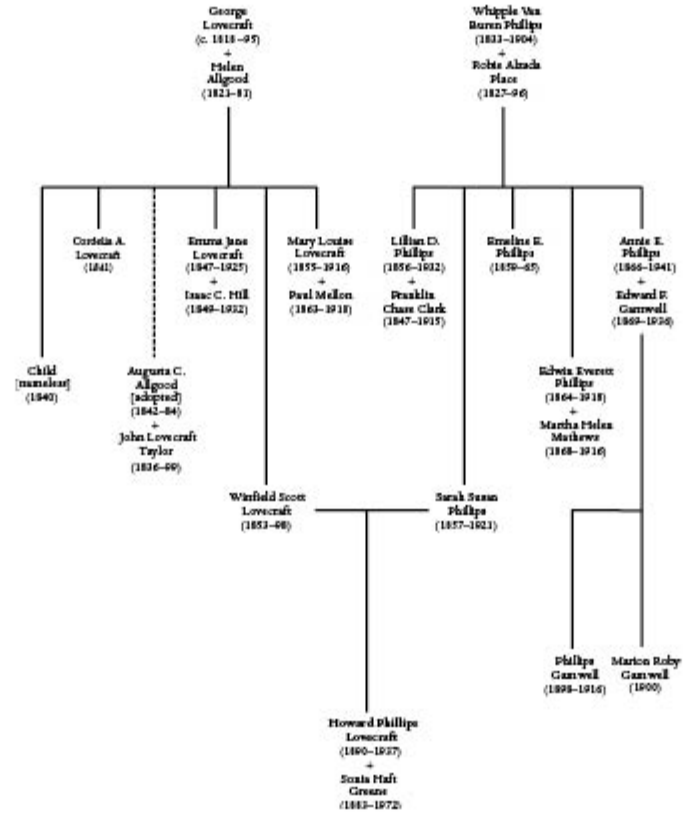 George
Lovecraft
(c. 1818–95)
+
Helen
Allgood
(1821–81)
Whipple Van
Buren Phillips
(1833–1904)
+
Robie Alzada
Place
(1827–96)
Cordelia A.
Lovecraft
(1841)
Emma Jane
Lovecraft
(1847–1925)
+
Isaac C. Hill
(1849–1932)
Mary Louise
Lovecraft
(1855–1916)
+
Paul Mellon
(1863–1910)
Lillian D.
Phillips
(1856–1932)
+
Franklin
Chase Clark
(1847–1915)
Emeline E.
Phillips
(1859–65)
Annie E.
Phillips
(1866–1941)
+
Edward F.
Gamwell
(1869–1936)
Child
[nameless]
(1840)
Augusta C.
Allgood
[adopted]
(1842–84)
+
John Lovecraft
Taylor
(1836–99)
Edwin Everett
Phillips
(1864–1918)
+
Martha Helen
Mathews
(1868–1916)
Winfield Scott
Lovecraft
(1853–98)
Sarah Susan
Phillips
(1857–1921)
Phillips
Gamwell
(1898–1916)
Marion Roby
Gamwell
(1900)
Howard Phillips
Lovecraft
(1890–1937)
+
Sonia Haft
Greene
(1883–1972)